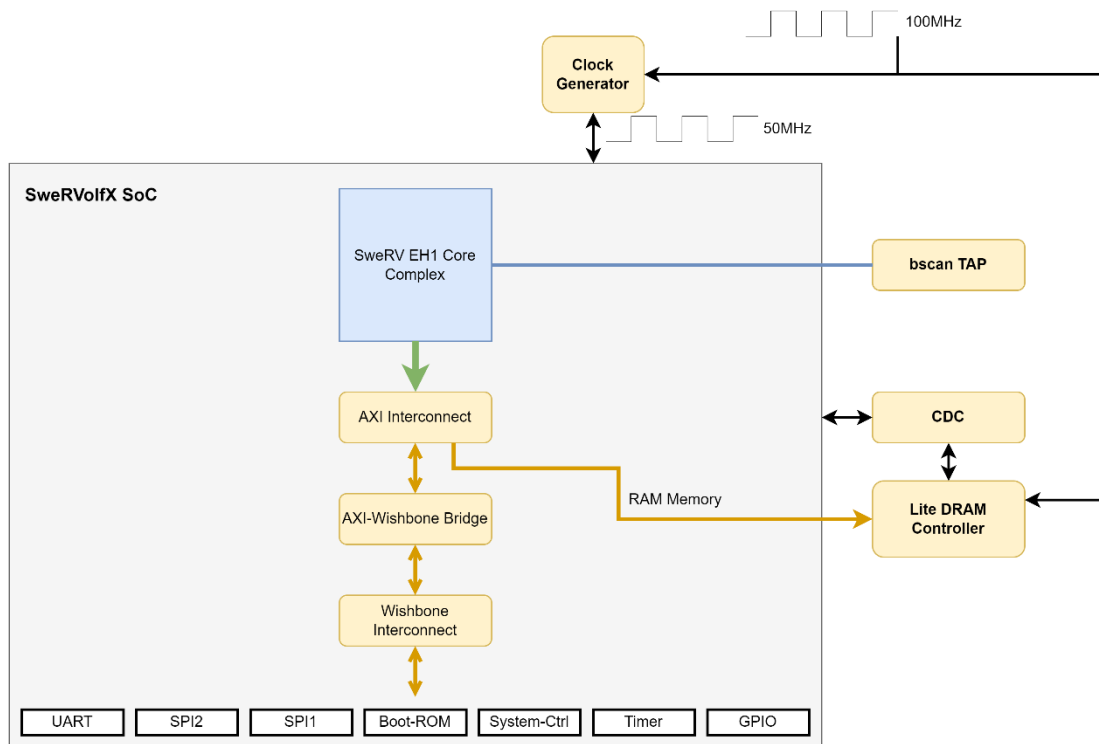 100MHz
Clock
Generator
50MHz
SweRVolfX SoC
SweRV EH1 Core
Complex
bscan TAP
AXI Interconnect
CDC
RAM Memory
AXI-Wishbone Bridge
Lite DRAM
Controller
Wishbone
Interconnect
UART
SPI2
SPI1
Boot-ROM
System-Ctrl
Timer
GPIO